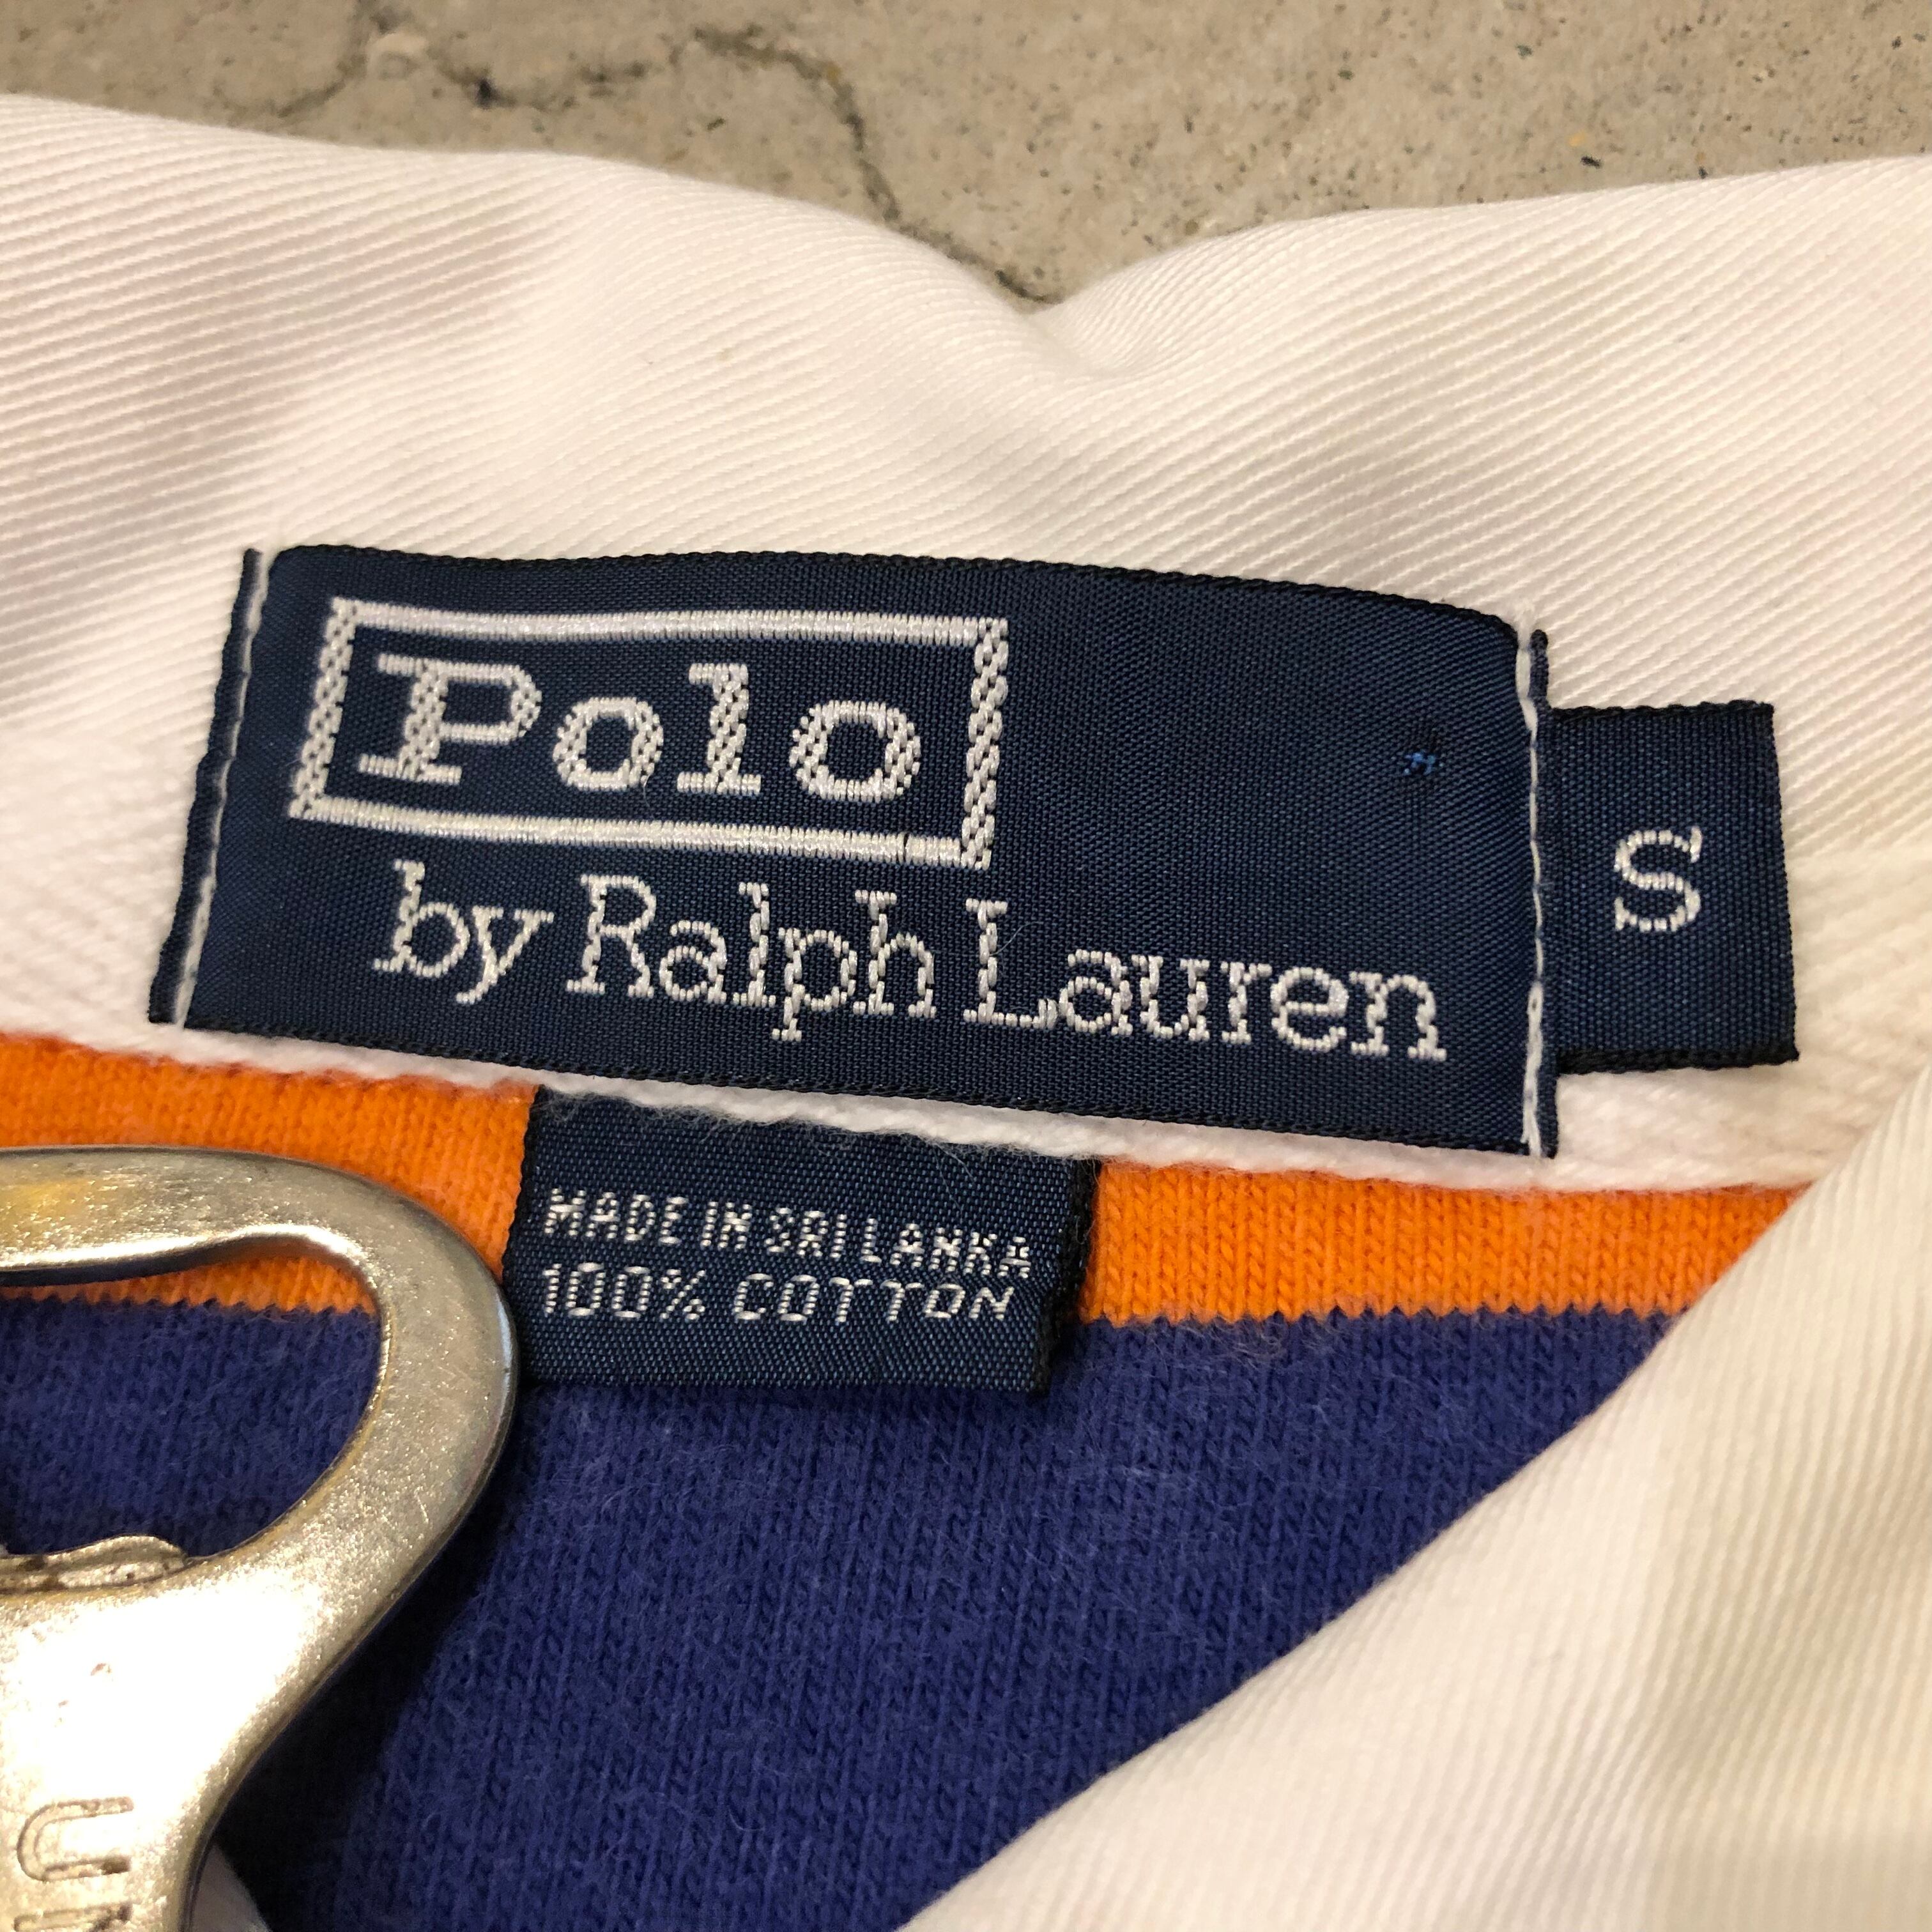 Polo
by Ralph Lauren
S
MADE IN SRI LANKA
100% COTTON